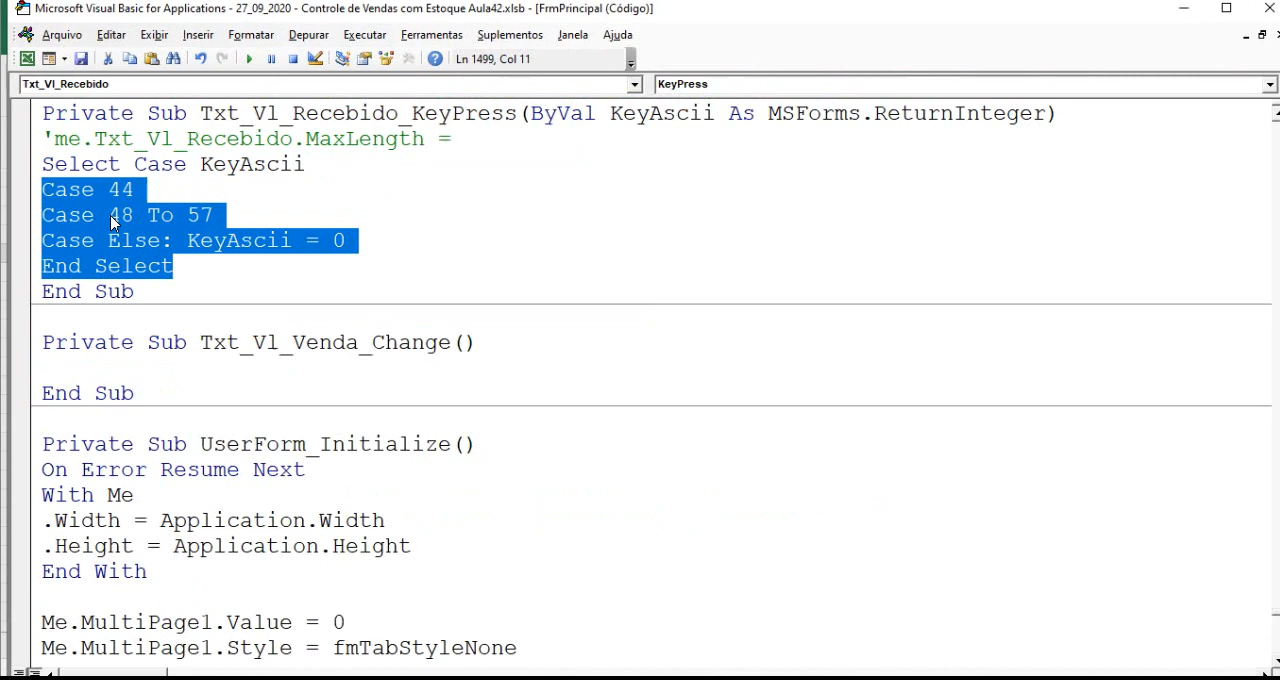 Microsoft Visual Basic for Applications - 27_09_2020 - Controle de Vendas com Estoque Aula42.xlsb - [FrmPrincipal (Código)]
Arquivo Editar Exibir Inserir Formatar Depurar Executar Ferramentas Suplementos Janela Ajuda
Ln 1499, Col 11
Txt_Vl_Recebido KeyPress
Private Sub Txt_Vl_Recebido_KeyPress(ByVal KeyAscii As MSForms.ReturnInteger)
'me.Txt_Vl_Recebido.MaxLength =
Select Case KeyAscii
Case 44
Case 48 To 57
Case Else: KeyAscii = 0
End Select
End Sub
Private Sub Txt_Vl_Venda_Change()
End Sub
Private Sub UserForm_Initialize()
On Error Resume Next
With Me
.Width = Application.Width
.Height = Application.Height
End With
Me.MultiPage1.Value = 0
Me.MultiPage1.Style = fmTabStyleNone